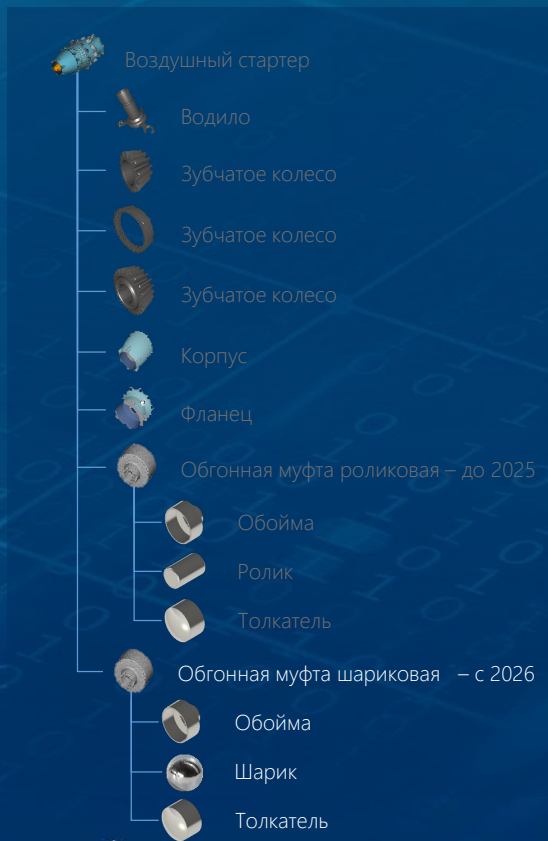 Воздушный стартер
Водило
Зубчатое колесо
Зубчатое колесо
Зубчатое колесо
Корпус
Фланец
Обгонная муфта роликовая – до 2025
Обойма
Ролик
Толкатель
Обгонная муфта шариковая – с 2026
Обойма
Шарик
Толкатель